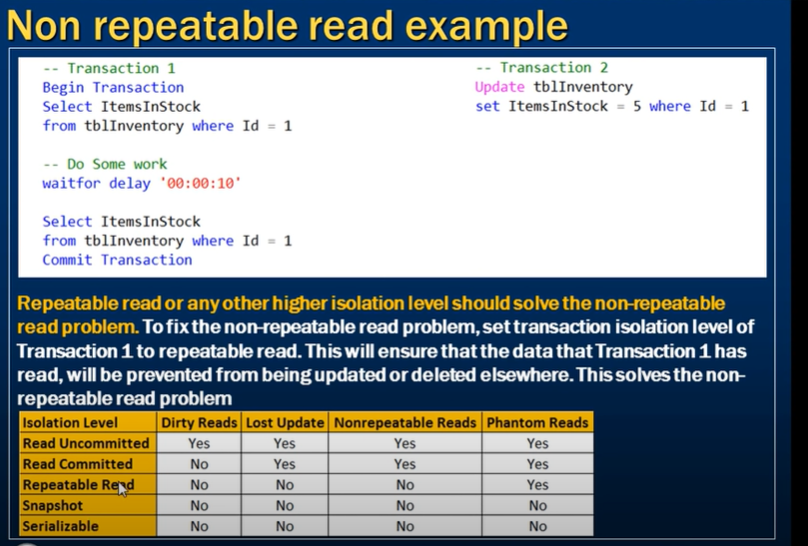 Non repeatable read example
-- Transaction 1
Begin Transaction
Select ItemsInStock
from tblInventory where Id = 1
-- Do Some work
waitfor delay '00:00:10'
Select ItemsInStock
from tblInventory where Id = 1
Commit Transaction
-- Transaction 2
Update tblInventory
set ItemsInStock = 5 where Id = 1
Repeatable read or any other higher isolation level should solve the non-repeatable
read problem. To fix the non-repeatable read problem, set transaction isolation level of
Transaction 1 to repeatable read. This will ensure that the data that Transaction 1 has
read, will be prevented from being updated or deleted elsewhere. This solves the non-
repeatable read problem
Isolation Level Dirty Reads Lost Update Nonrepeatable Reads Phantom Reads
Read Uncommitted Yes Yes Yes Yes
Read Committed No Yes Yes Yes
Repeatable Read No No No Yes
Snapshot No No No No
Serializable No No No No